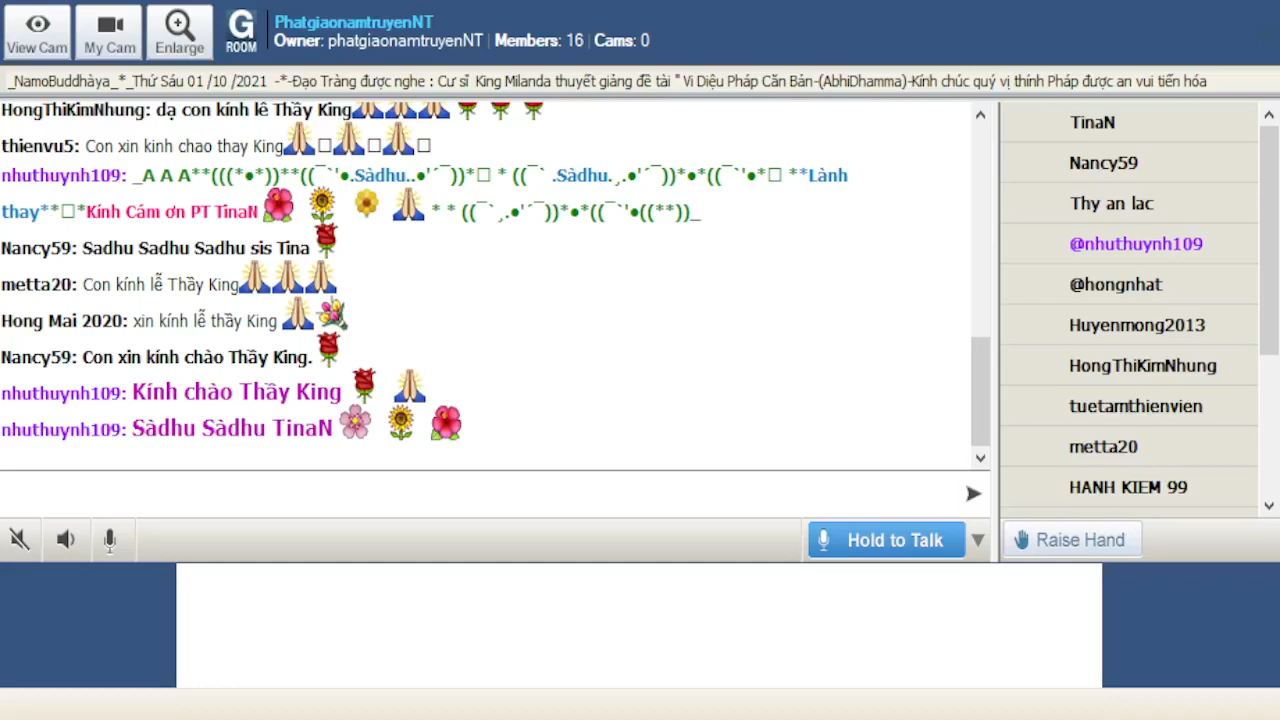 PhatgiaonamtruyenNT
Owner: phatgiaonamtruyenNT | Members: 16 | Cams: 0
View Cam
My Cam
Enlarge
G
ROOM
_NamoBuddhàya_*_Thứ Sáu 01 /10 /2021 -*-Đạo Tràng được nghe : Cư sĩ King Milanda thuyết giảng đề tài " Vi Diệu Pháp Căn Bản-(AbhiDhamma)-Kính chúc quý vị thính Pháp được an vui tiến hóa
HongThiKimNhung: dạ con kính lê Thầy King🙏🙏🙏🌹🌹🌹
thienvu5: Con xin kinh chao thay King🙏□🙏□🙏□
nhuthuynh109: _A A A**(((*•*))**((¯`'•.Sàdhu..•'´¯))*•□ * ((¯` .Sàdhu.¸.•'´¯))*•*((¯`'•*□ **Lành
thay**□*Kính Cám ơn PT TinaN🌺 🌻 🌼 🙏 * * ((¯`¸.•'´¯))*•*((¯`'•((**))_
Nancy59: Sadhu Sadhu Sadhu sis Tina🌹
metta20: Con kính lễ Thầy King🙏🙏🙏
Hong Mai 2020: xin kính lễ thầy King 🙏💐
Nancy59: Con xin kính chào Thầy King.🌹
nhuthuynh109: Kính chào Thầy King 🌹 🙏
nhuthuynh109: Sàdhu Sàdhu TinaN🌸 🌻 🌺
TinaN
Nancy59
Thy an lac
@nhuthuynh109
@hongnhat
Huyenmong2013
HongThiKimNhung
tuetamthienvien
metta20
HANH KIEM 99
Hold to Talk
Raise Hand